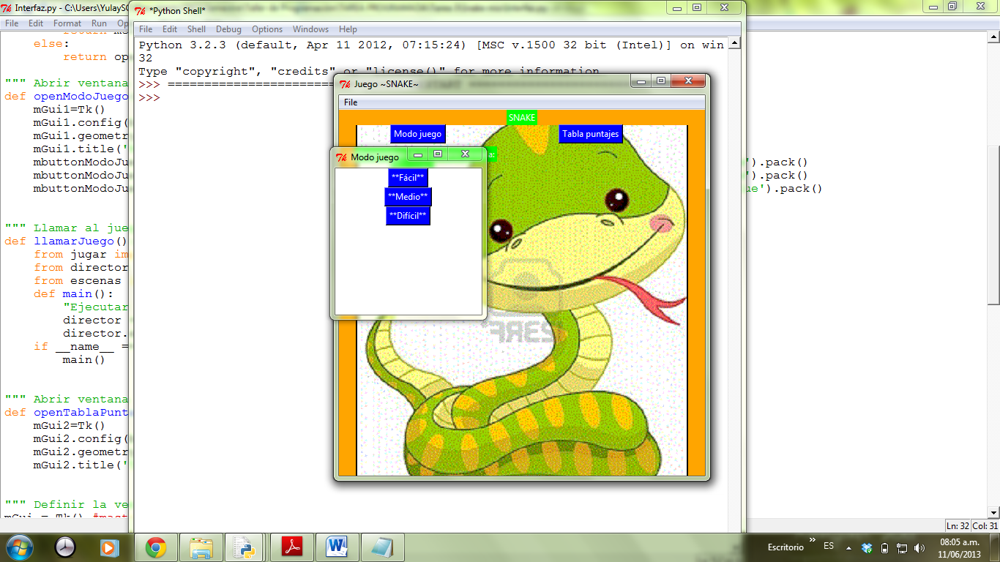 Interfaz.py - C:\Users\YulaySo
File Edit Format Run Op
else:
return op
""" Abrir ventana
def openModoJuego
mGui1=Tk()
mGui1.config(
mGui1.geometr
mGui1.title('
mbuttonModoJu
').pack()
mbuttonModoJu
').pack()
mbuttonModoJu
ue').pack()
""" Llamar al jue
def llamarJuego()
from jugar im
from director
from escenas
def main():
"Ejecutar
director
director.
if __name__ =
main()
""" Abrir ventana
def openTablaPunt
mGui2=Tk()
mGui2.config(
mGui2.geometr
mGui2.title('
""" Definir la ve
mGui = Tk() #mast
Ln: 32 Col: 31
*Python Shell*
File Edit Shell Debug Options Windows Help
Python 3.2.3 (default, Apr 11 2012, 07:15:24) [MSC v.1500 32 bit (Intel)] on win
32
Type "copyright", "credits" or "license()" for more information.
>>> ========================
>>>
Juego ~SNAKE~
File
SNAKE
Modo juego
Tabla puntajes
a:
Modo juego
**Fácil**
**Medio**
**Difícil**
Escritorio
ES
08:05 a.m.
11/06/2013